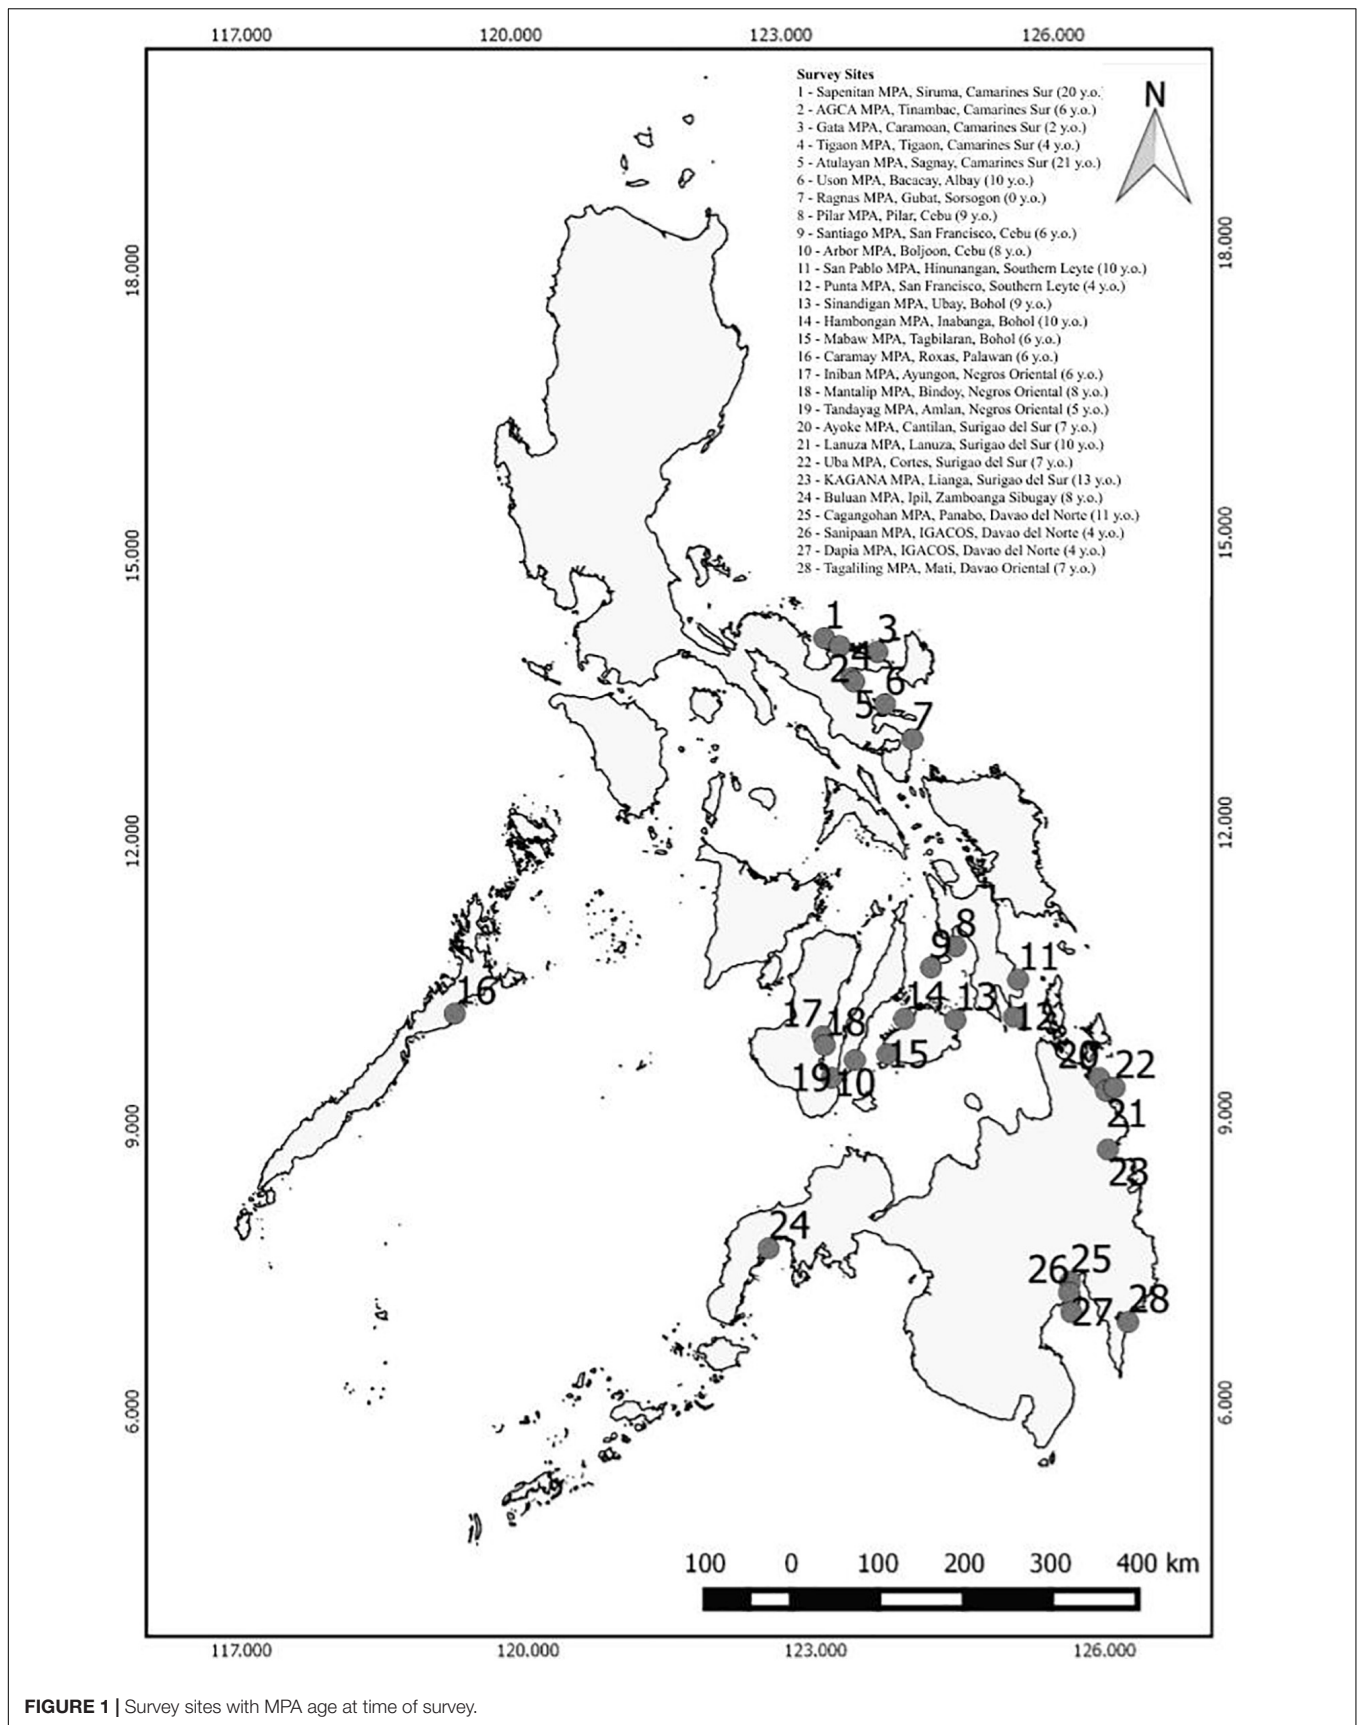 117.000 120.000 123.000 126.000
Survey Sites
1 - Sapenitan MPA, Siruma, Camarines Sur (20 y.o.
2 - AGCA MPA, Tinambac, Camarines Sur (6 y.o.)
3 - Gata MPA, Caramoan, Camarines Sur (2 y.o.)
4 - Tigaon MPA, Tigaon, Camarines Sur (4 y.o.)
5 - Atulayan MPA, Sagnay, Camarines Sur (21 y.o.)
6 - Uson MPA, Bacacay, Albay (10 y.o.)
7 - Ragnas MPA, Gubat, Sorsogon (0 y.o.)
8 - Pilar MPA, Pilar, Cebu (9 y.o.)
9 - Santiago MPA, San Francisco, Cebu (6 y.o.)
10 - Arbor MPA, Boljoon, Cebu (8 y.o.)
11 - San Pablo MPA, Hinunangan, Southern Leyte (10 y.o.)
12 - Punta MPA, San Francisco, Southern Leyte (4 y.o.)
13 - Sinandigan MPA, Ubay, Bohol (9 y.o.)
14 - Hambongan MPA, Inabanga, Bohol (10 y.o.)
15 - Mabaw MPA, Tagbilaran, Bohol (6 y.o.)
16 - Caramay MPA, Roxas, Palawan (6 y.o.)
17 - Iniban MPA, Ayungon, Negros Oriental (6 y.o.)
18 - Mantalip MPA, Bindoy, Negros Oriental (8 y.o.)
19 - Tandayag MPA, Amlan, Negros Oriental (5 y.o.)
20 - Ayoke MPA, Cantilan, Surigao del Sur (7 y.o.)
21 - Lanuza MPA, Lanuza, Surigao del Sur (10 y.o.)
22 - Uba MPA, Cortes, Surigao del Sur (7 y.o.)
23 - KAGANA MPA, Lianga, Surigao del Sur (13 y.o.)
24 - Buluan MPA, Ipil, Zamboanga Sibugay (8 y.o.)
25 - Cagangohan MPA, Panabo, Davao del Norte (11 y.o.)
26 - Sanipaan MPA, IGACOS, Davao del Norte (4 y.o.)
27 - Dapia MPA, IGACOS, Davao del Norte (4 y.o.)
28 - Tagaliling MPA, Mati, Davao Oriental (7 y.o.)
N
18.000
18.000
15.000
15.000
12.000
12.000
9.000
9.000
6.000
6.000
1
3
4
2
6
5
7
8
9
11
16
14
13
12
17
18
15
19
10
20
22
21
23
24
25
26
27
28
100 0 100 200 300 400 km
117.000 120.000 123.000 126.000
FIGURE 1 | Survey sites with MPA age at time of survey.